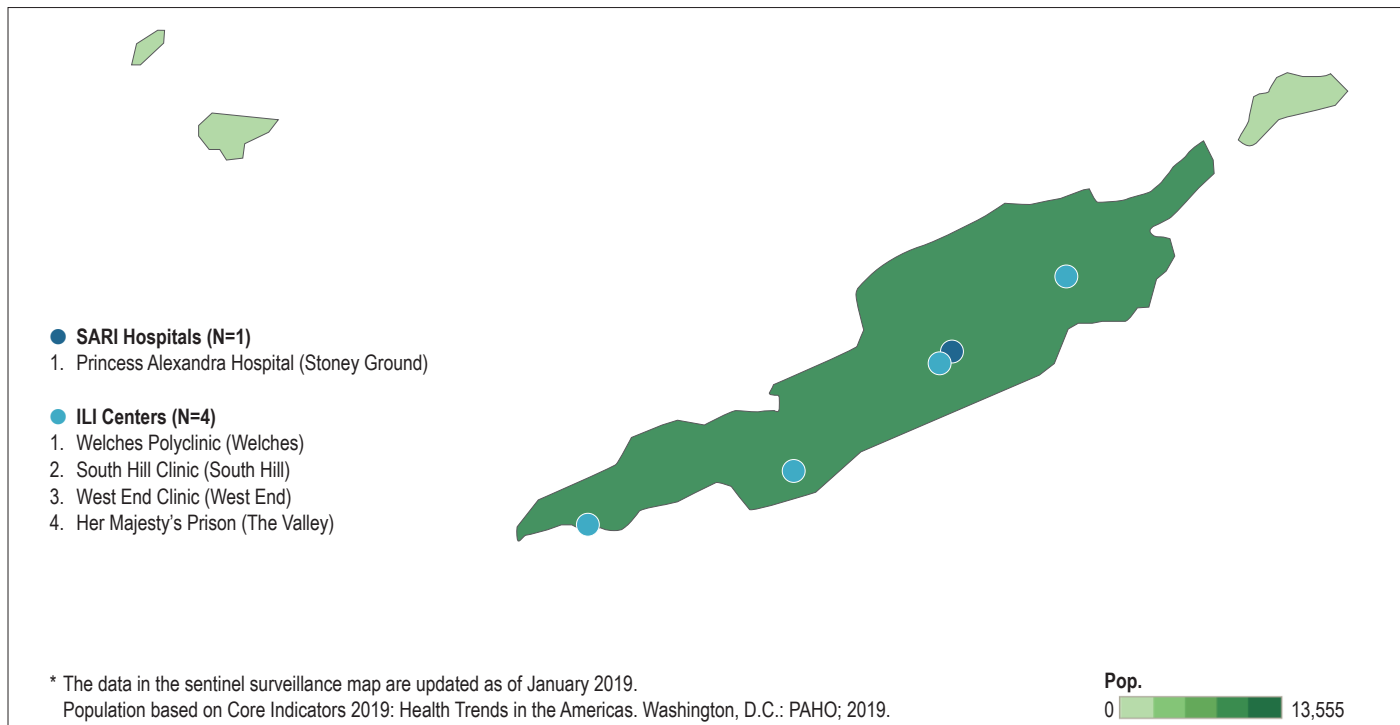 SARI Hospitals (N=1)
1. Princess Alexandra Hospital (Stoney Ground)
ILI Centers (N=4)
1. Welches Polyclinic (Welches)
2. South Hill Clinic (South Hill)
3. West End Clinic (West End)
4. Her Majesty's Prison (The Valley)
* The data in the sentinel surveillance map are updated as of January 2019.
Population based on Core Indicators 2019: Health Trends in the Americas. Washington, D.C.: PAHO; 2019.
Pop.
0 13,555